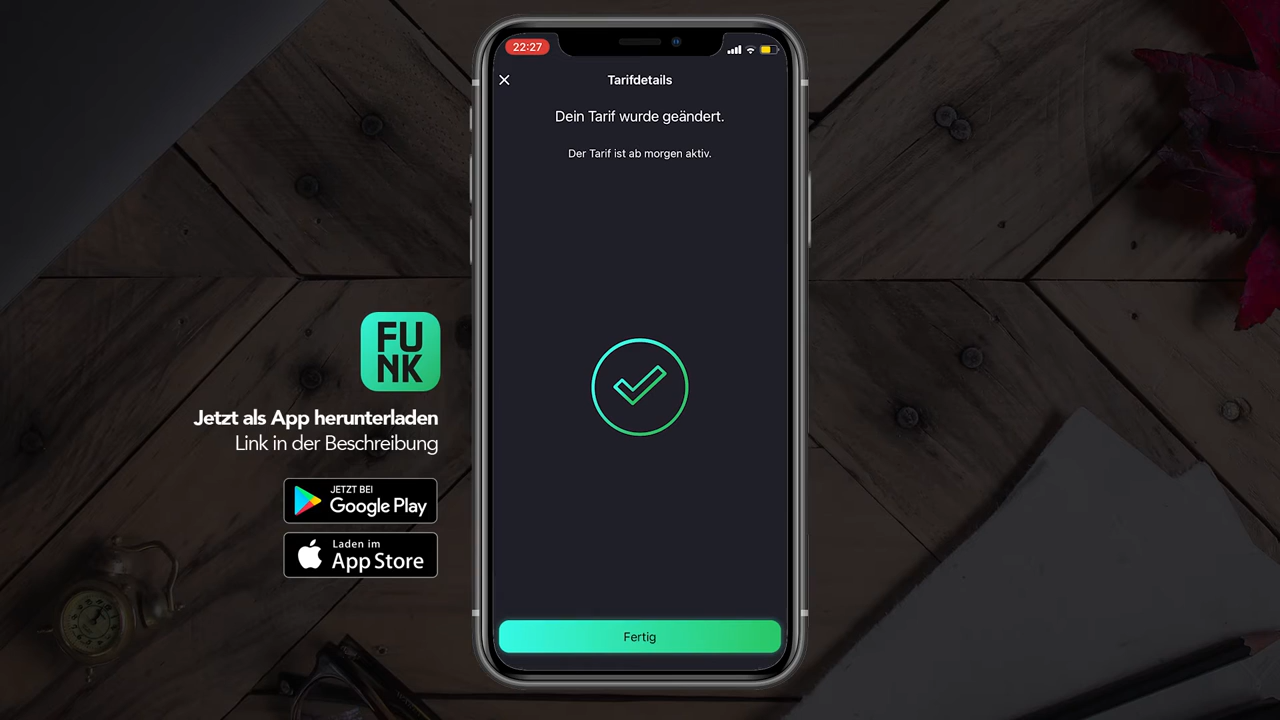 22:27
Tarifdetails
Dein Tarif wurde geändert.
Der Tarif ist ab morgen aktiv.
FU
NK
Jetzt als App herunterladen
Link in der Beschreibung
JETZT BEI
Google Play
Laden im
App Store
Fertig